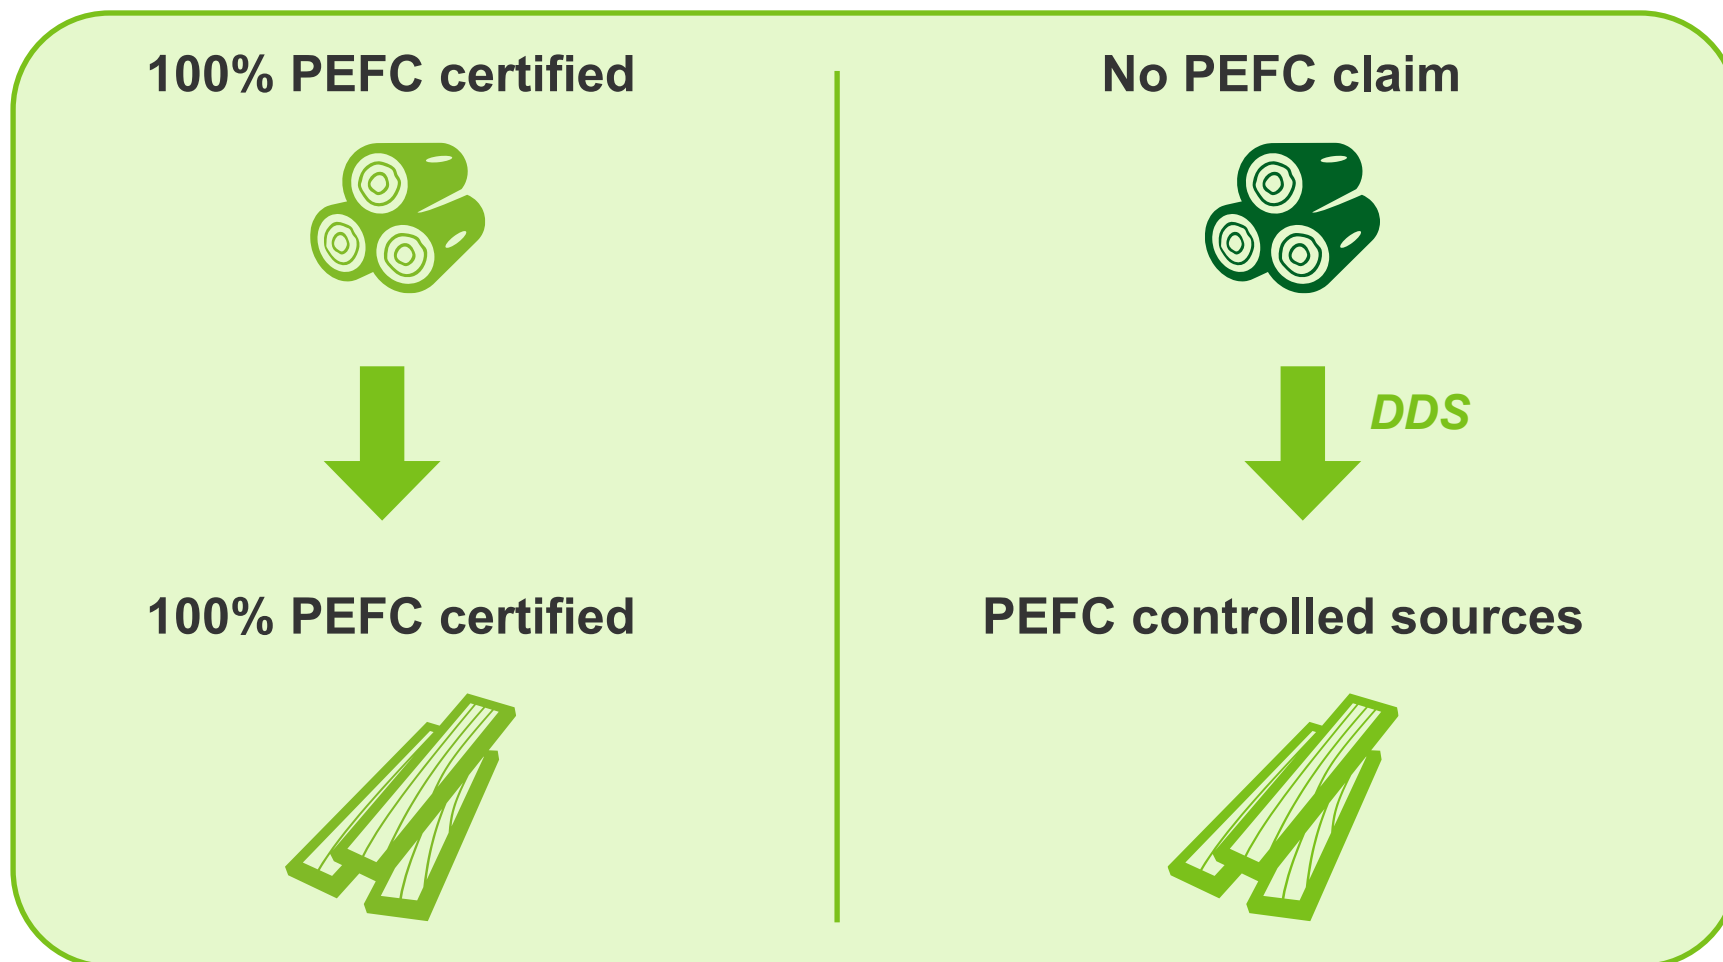 100% PEFC certified
No PEFC claim
DDS
100% PEFC certified
PEFC controlled sources